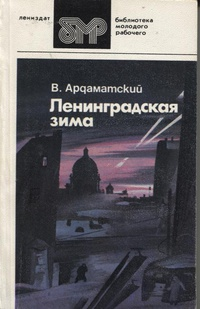 лениздат
БМР
библиотека
молодого
рабочего
В. Ардаматский
Ленинградская
зима